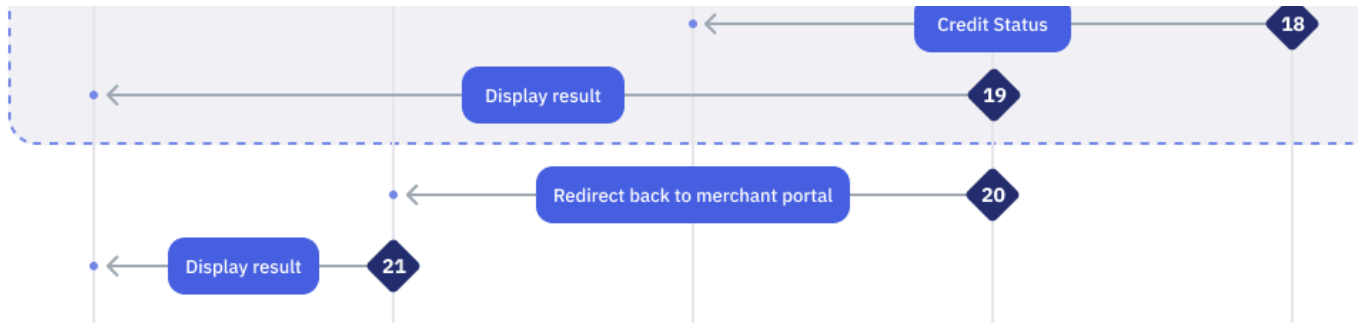 Credit Status
18
Display result
19
Redirect back to merchant portal
20
Display result
21